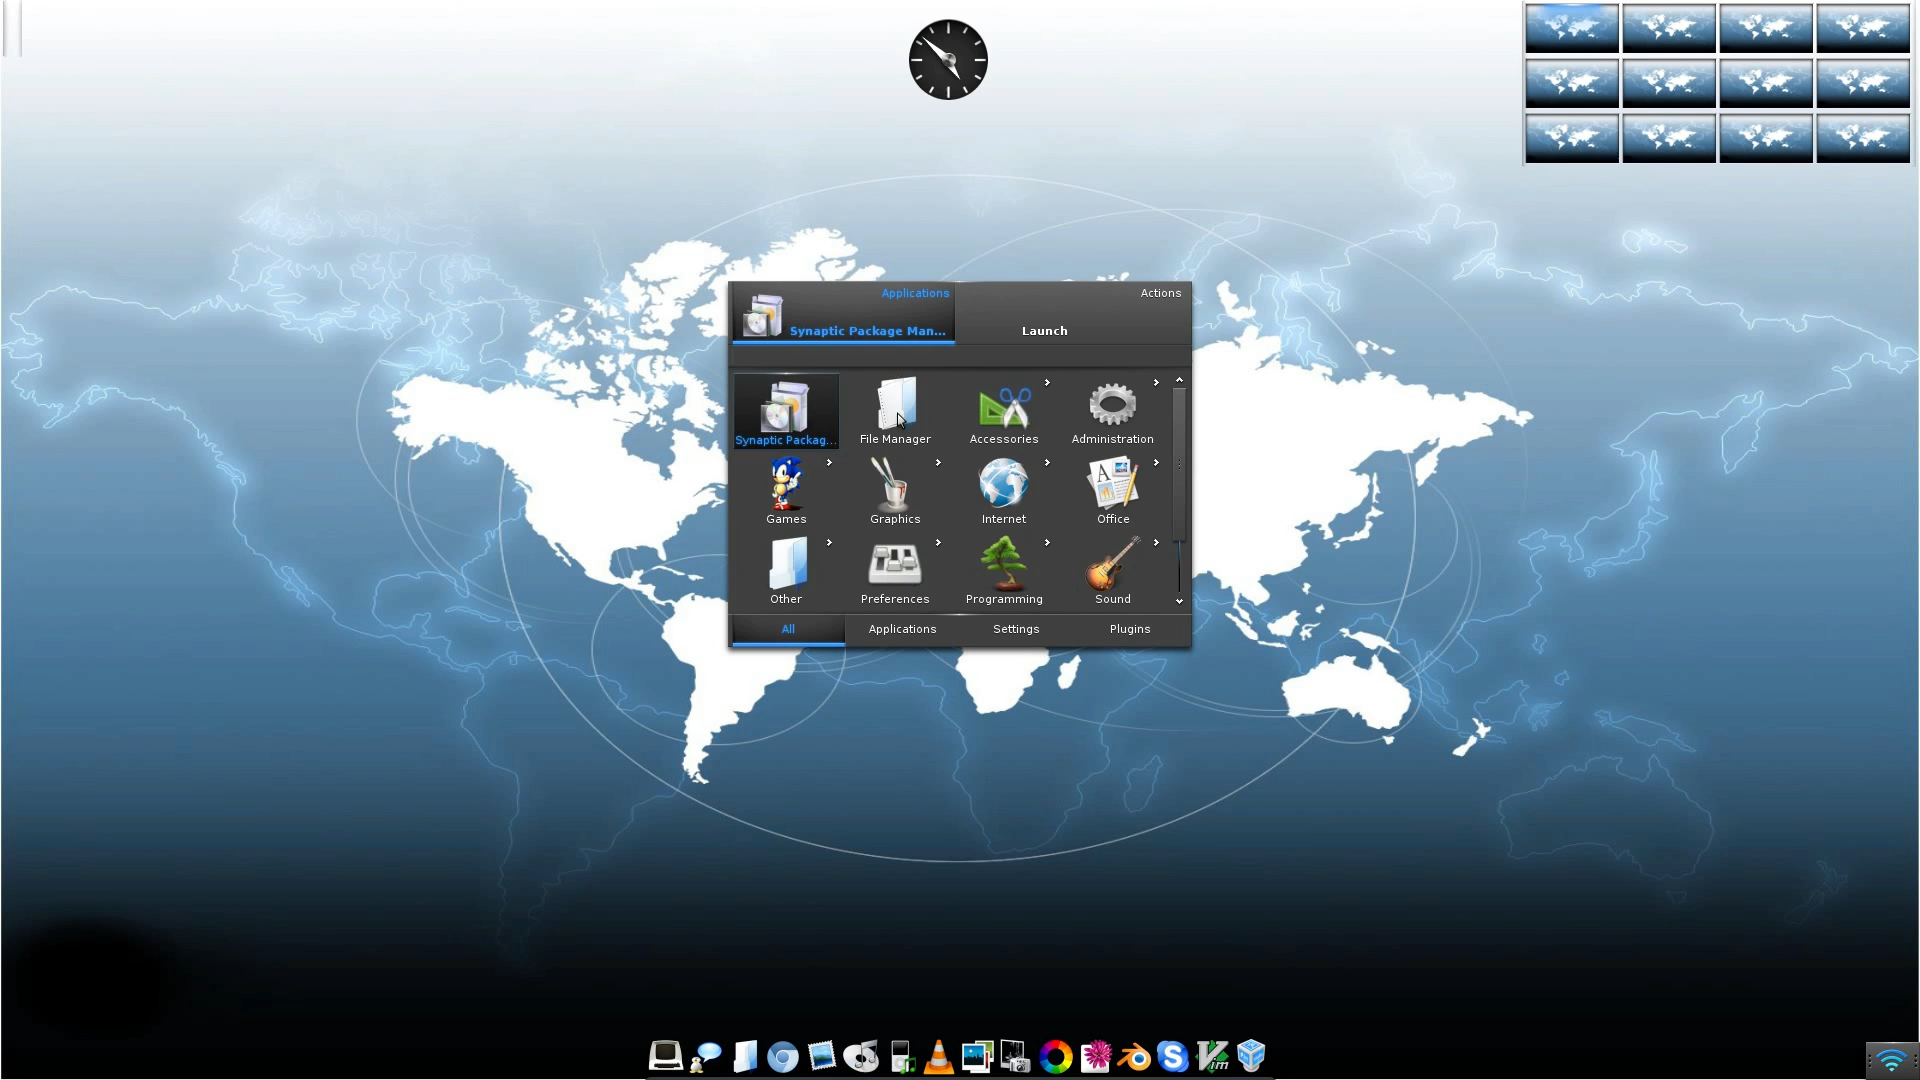 Applications
Actions
Synaptic Package Man...
Launch
Synaptic Packag...
File Manager
Accessories
Administration
Games
Graphics
Internet
Office
Other
Preferences
Programming
Sound
All
Applications
Settings
Plugins
Vim